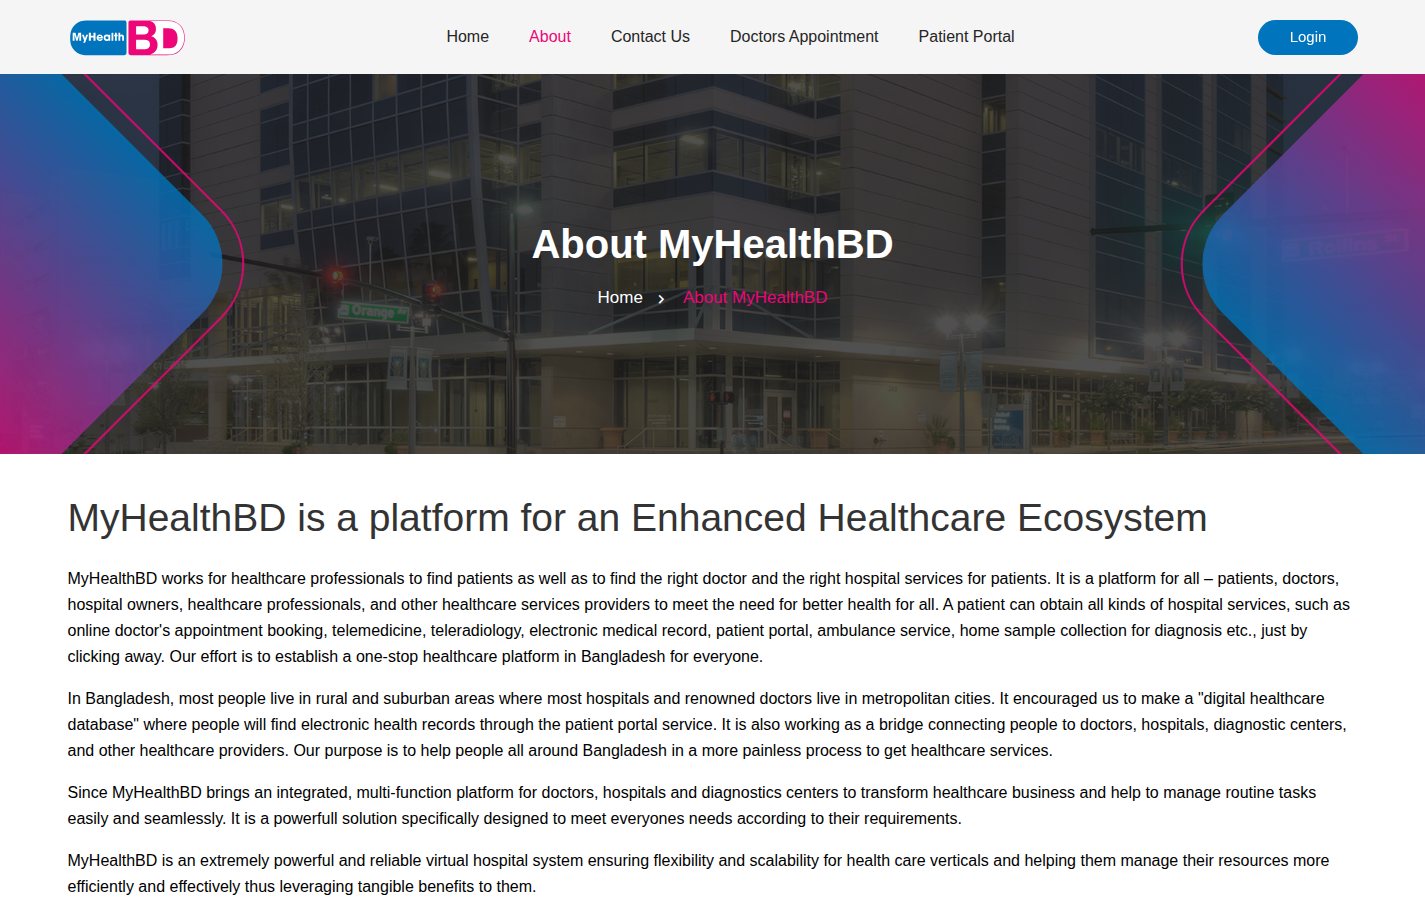 MyHealth BD
Home
About
Contact Us
Doctors Appointment
Patient Portal
Login
About MyHealthBD
Home › About MyHealthBD
Orange
MyHealthBD is a platform for an Enhanced Healthcare Ecosystem
MyHealthBD works for healthcare professionals to find patients as well as to find the right doctor and the right hospital services for patients. It is a platform for all – patients, doctors,
hospital owners, healthcare professionals, and other healthcare services providers to meet the need for better health for all. A patient can obtain all kinds of hospital services, such as
online doctor's appointment booking, telemedicine, teleradiology, electronic medical record, patient portal, ambulance service, home sample collection for diagnosis etc., just by
clicking away. Our effort is to establish a one-stop healthcare platform in Bangladesh for everyone.
In Bangladesh, most people live in rural and suburban areas where most hospitals and renowned doctors live in metropolitan cities. It encouraged us to make a "digital healthcare
database" where people will find electronic health records through the patient portal service. It is also working as a bridge connecting people to doctors, hospitals, diagnostic centers,
and other healthcare providers. Our purpose is to help people all around Bangladesh in a more painless process to get healthcare services.
Since MyHealthBD brings an integrated, multi-function platform for doctors, hospitals and diagnostics centers to transform healthcare business and help to manage routine tasks
easily and seamlessly. It is a powerfull solution specifically designed to meet everyones needs according to their requirements.
MyHealthBD is an extremely powerful and reliable virtual hospital system ensuring flexibility and scalability for health care verticals and helping them manage their resources more
efficiently and effectively thus leveraging tangible benefits to them.